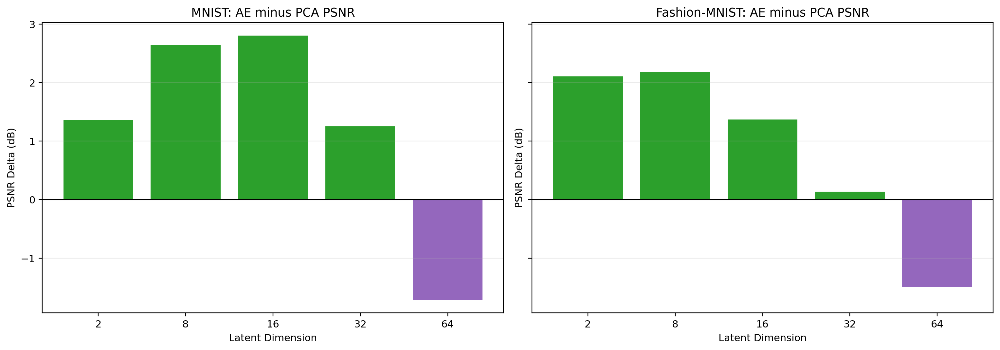 MNIST: AE minus PCA PSNR
PSNR Delta (dB)
3
2
1
0
−1
2 8 16 32 64
Latent Dimension
Fashion-MNIST: AE minus PCA PSNR
PSNR Delta (dB)
2 8 16 32 64
Latent Dimension